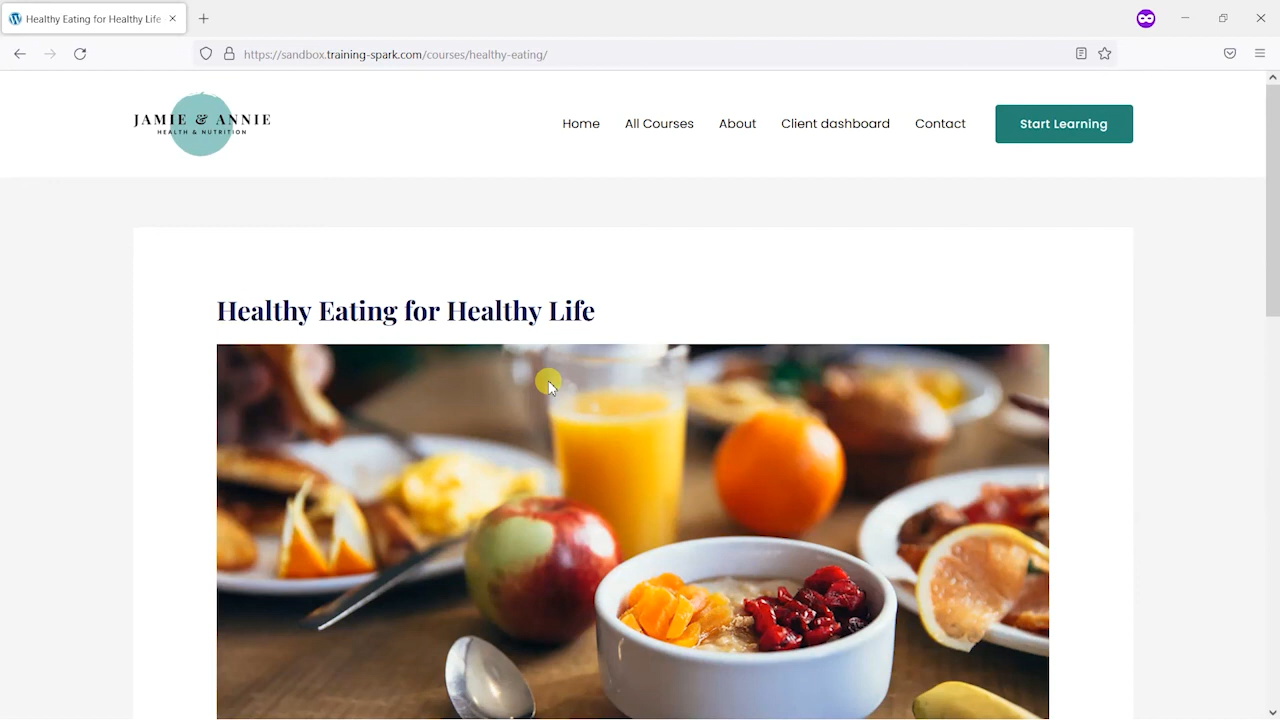 Healthy Eating for Healthy Life
https://sandbox.training-spark.com/courses/healthy-eating/
JAMIE & ANNIE
HEALTH & NUTRITION
Home
All Courses
About
Client dashboard
Contact
Start Learning
Healthy Eating for Healthy Life